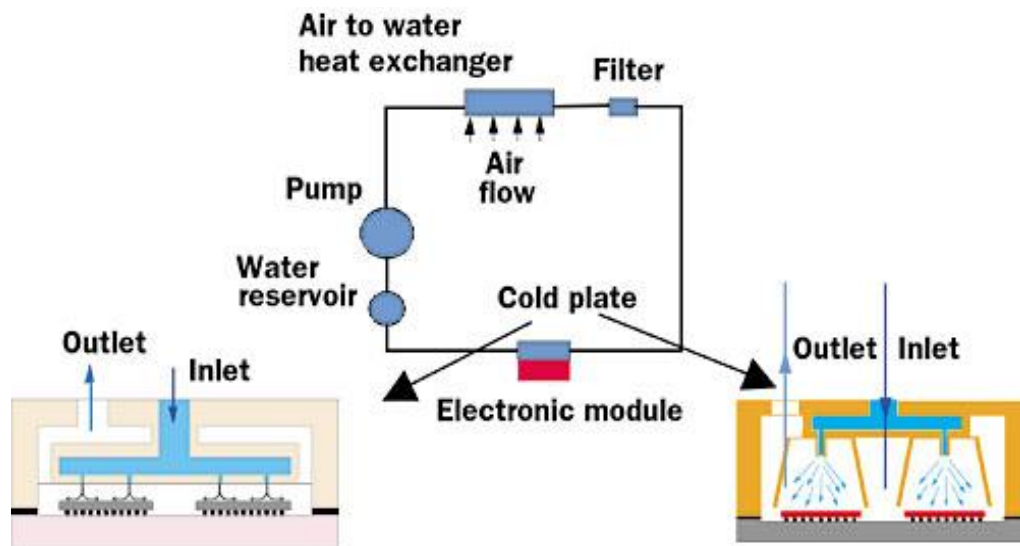 Air to water
heat exchanger
Filter
Air
flow
Pump
Water
reservoir
Cold plate
Outlet
Inlet
Outlet
Inlet
Electronic module